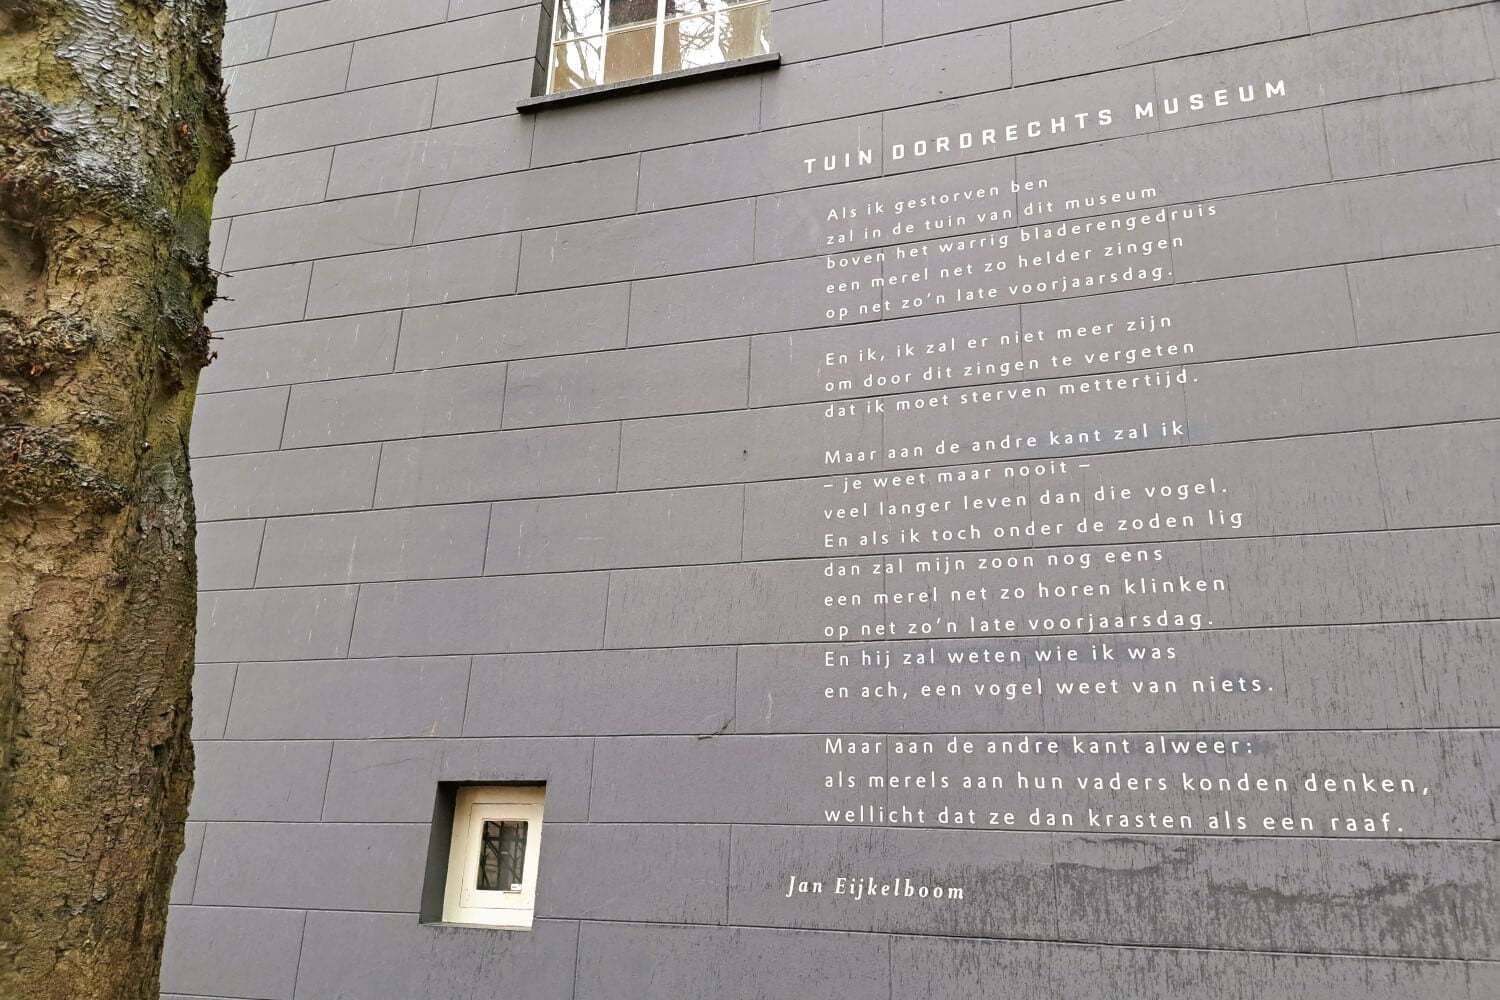 TUIN DORDRECHTS MUSEUM
Als ik gestorven ben
zal in de tuin van dit museum
boven het warrig bladerengedruis
een merel net zo helder zingen
op net zo'n late voorjaarsdag.
En ik, ik zal er niet meer zijn
om door dit zingen te vergeten
dat ik moet sterven mettertijd.
Maar aan de andre kant zal ik
– je weet maar nooit –
veel langer leven dan die vogel.
En als ik toch onder de zoden lig
dan zal mijn zoon nog eens
een merel net zo horen klinken
op net zo'n late voorjaarsdag.
En hij zal weten wie ik was
en ach, een vogel weet van niets.
Maar aan de andre kant alweer:
als merels aan hun vaders konden denken,
wellicht dat ze dan krasten als een raaf.
Jan Eijkelboom